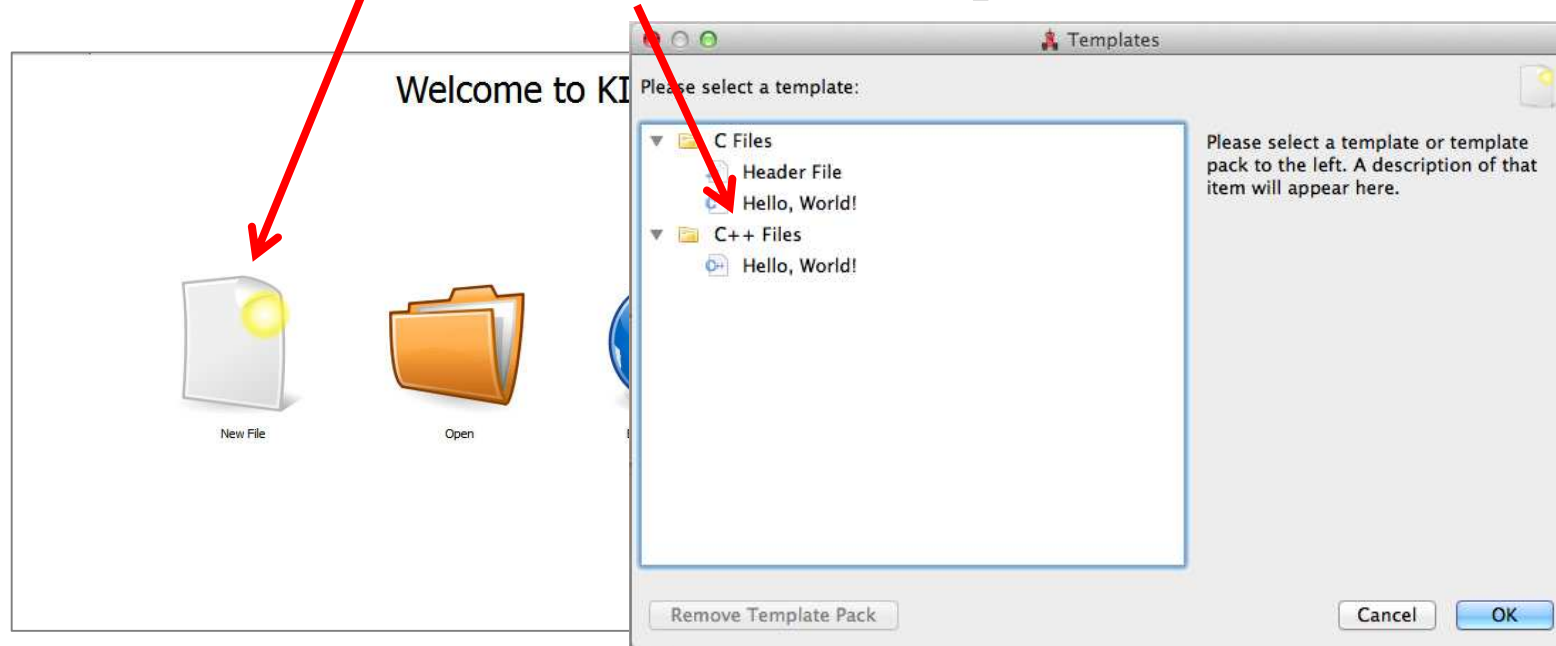 Welcome to KI
New File
Open
Templates
Please select a template:
C Files
Header File
Hello, World!
C++ Files
Hello, World!
Please select a template or template
pack to the left. A description of that
item will appear here.
Remove Template Pack
Cancel
OK